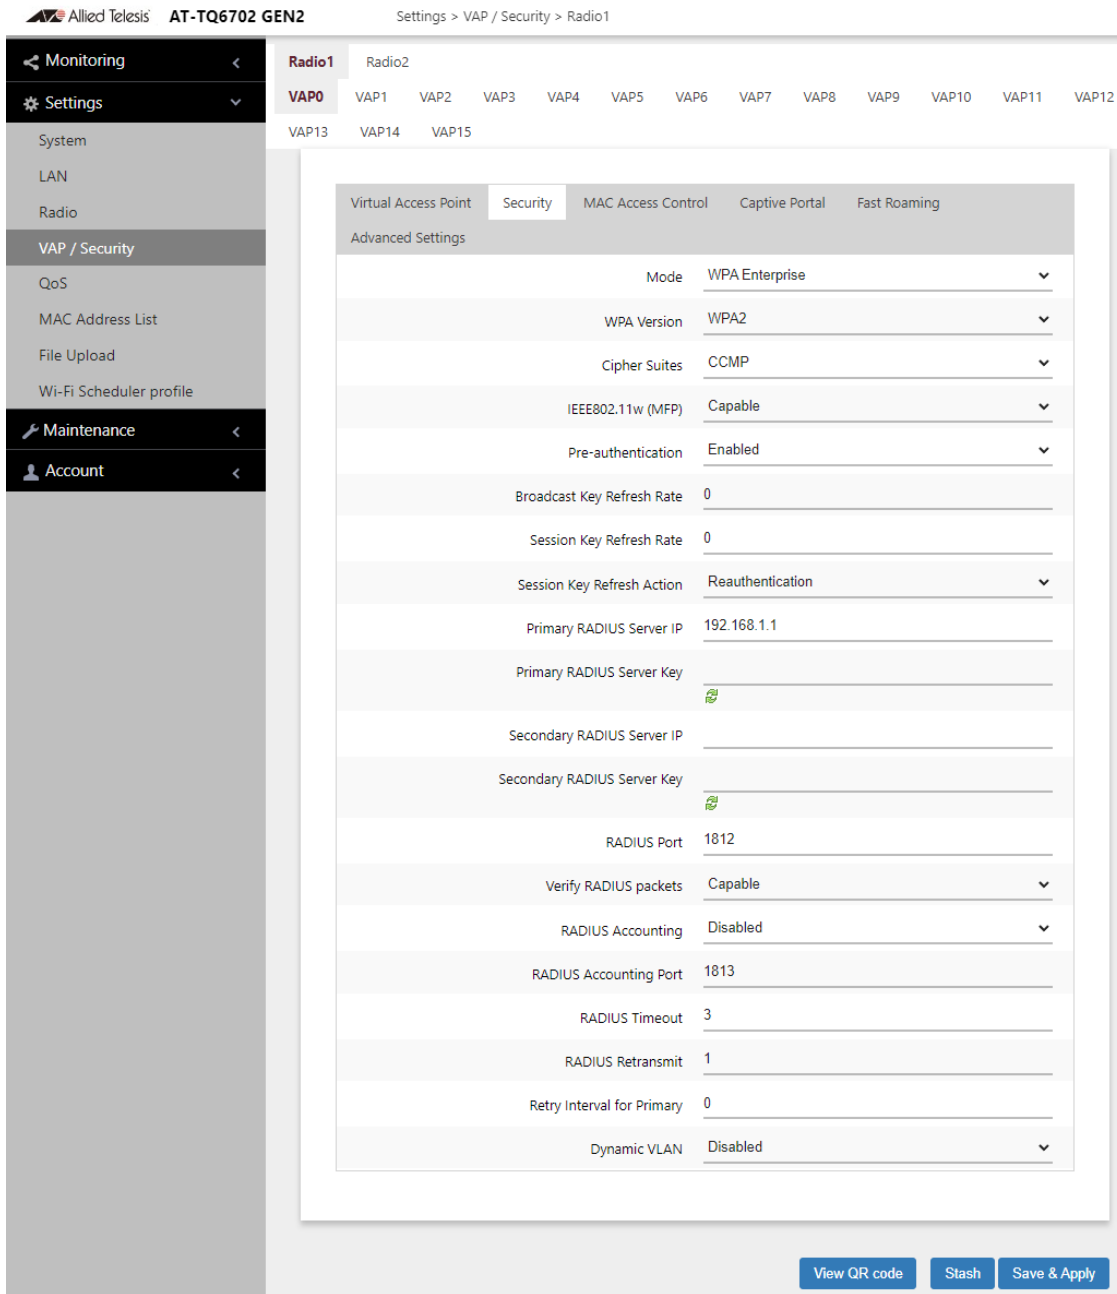 Allied Telesis AT-TQ6702 GEN2 Settings > VAP / Security > Radio1
Monitoring
Settings
System
LAN
Radio
VAP / Security
QoS
MAC Address List
File Upload
Wi-Fi Scheduler profile
Maintenance
Account
Radio1 Radio2
VAP0 VAP1 VAP2 VAP3 VAP4 VAP5 VAP6 VAP7 VAP8 VAP9 VAP10 VAP11 VAP12
VAP13 VAP14 VAP15
Virtual Access Point Security MAC Access Control Captive Portal Fast Roaming
Advanced Settings
Mode WPA Enterprise
WPA Version WPA2
Cipher Suites CCMP
IEEE802.11w (MFP) Capable
Pre-authentication Enabled
Broadcast Key Refresh Rate 0
Session Key Refresh Rate 0
Session Key Refresh Action Reauthentication
Primary RADIUS Server IP 192.168.1.1
Primary RADIUS Server Key
Secondary RADIUS Server IP
Secondary RADIUS Server Key
RADIUS Port 1812
Verify RADIUS packets Capable
RADIUS Accounting Disabled
RADIUS Accounting Port 1813
RADIUS Timeout 3
RADIUS Retransmit 1
Retry Interval for Primary 0
Dynamic VLAN Disabled
View QR code Stash Save & Apply